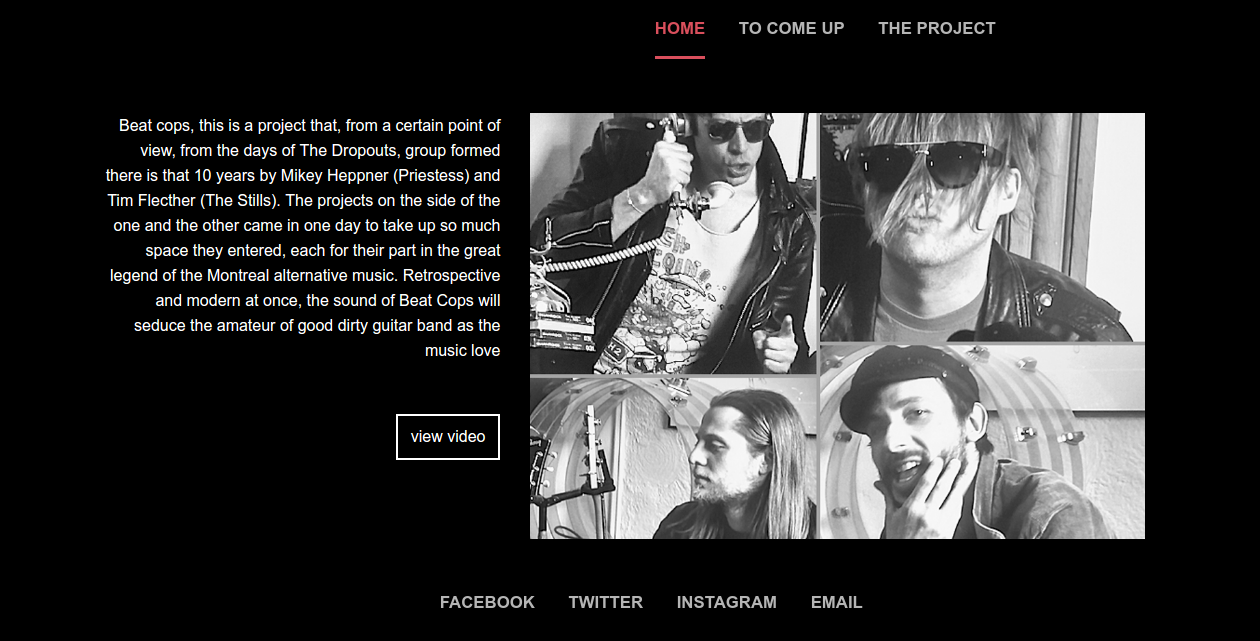 HOME TO COME UP THE PROJECT
Beat cops, this is a project that, from a certain point of
view, from the days of The Dropouts, group formed
there is that 10 years by Mikey Heppner (Priestess) and
Tim Flecther (The Stills). The projects on the side of the
one and the other came in one day to take up so much
space they entered, each for their part in the great
legend of the Montreal alternative music. Retrospective
and modern at once, the sound of Beat Cops will
seduce the amateur of good dirty guitar band as the
music love
view video
FACEBOOK TWITTER INSTAGRAM EMAIL